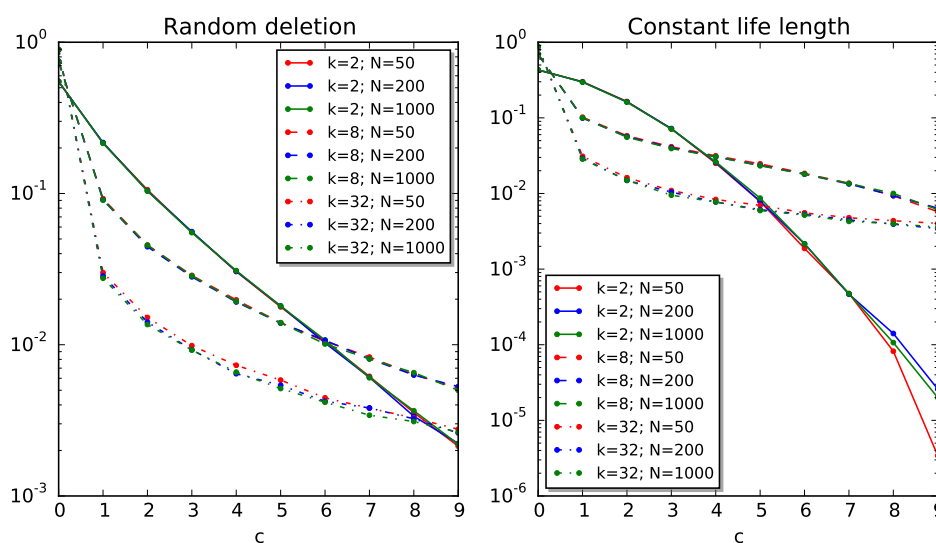 Random deletion
10^0
10^-1
10^-2
10^-3
k=2; N=50
k=2; N=200
k=2; N=1000
k=8; N=50
k=8; N=200
k=8; N=1000
k=32; N=50
k=32; N=200
k=32; N=1000
0 1 2 3 4 5 6 7 8 9
c
Constant life length
10^0
10^-1
10^-2
10^-3
10^-4
10^-5
10^-6
k=2; N=50
k=2; N=200
k=2; N=1000
k=8; N=50
k=8; N=200
k=8; N=1000
k=32; N=50
k=32; N=200
k=32; N=1000
0 1 2 3 4 5 6 7 8 9
c